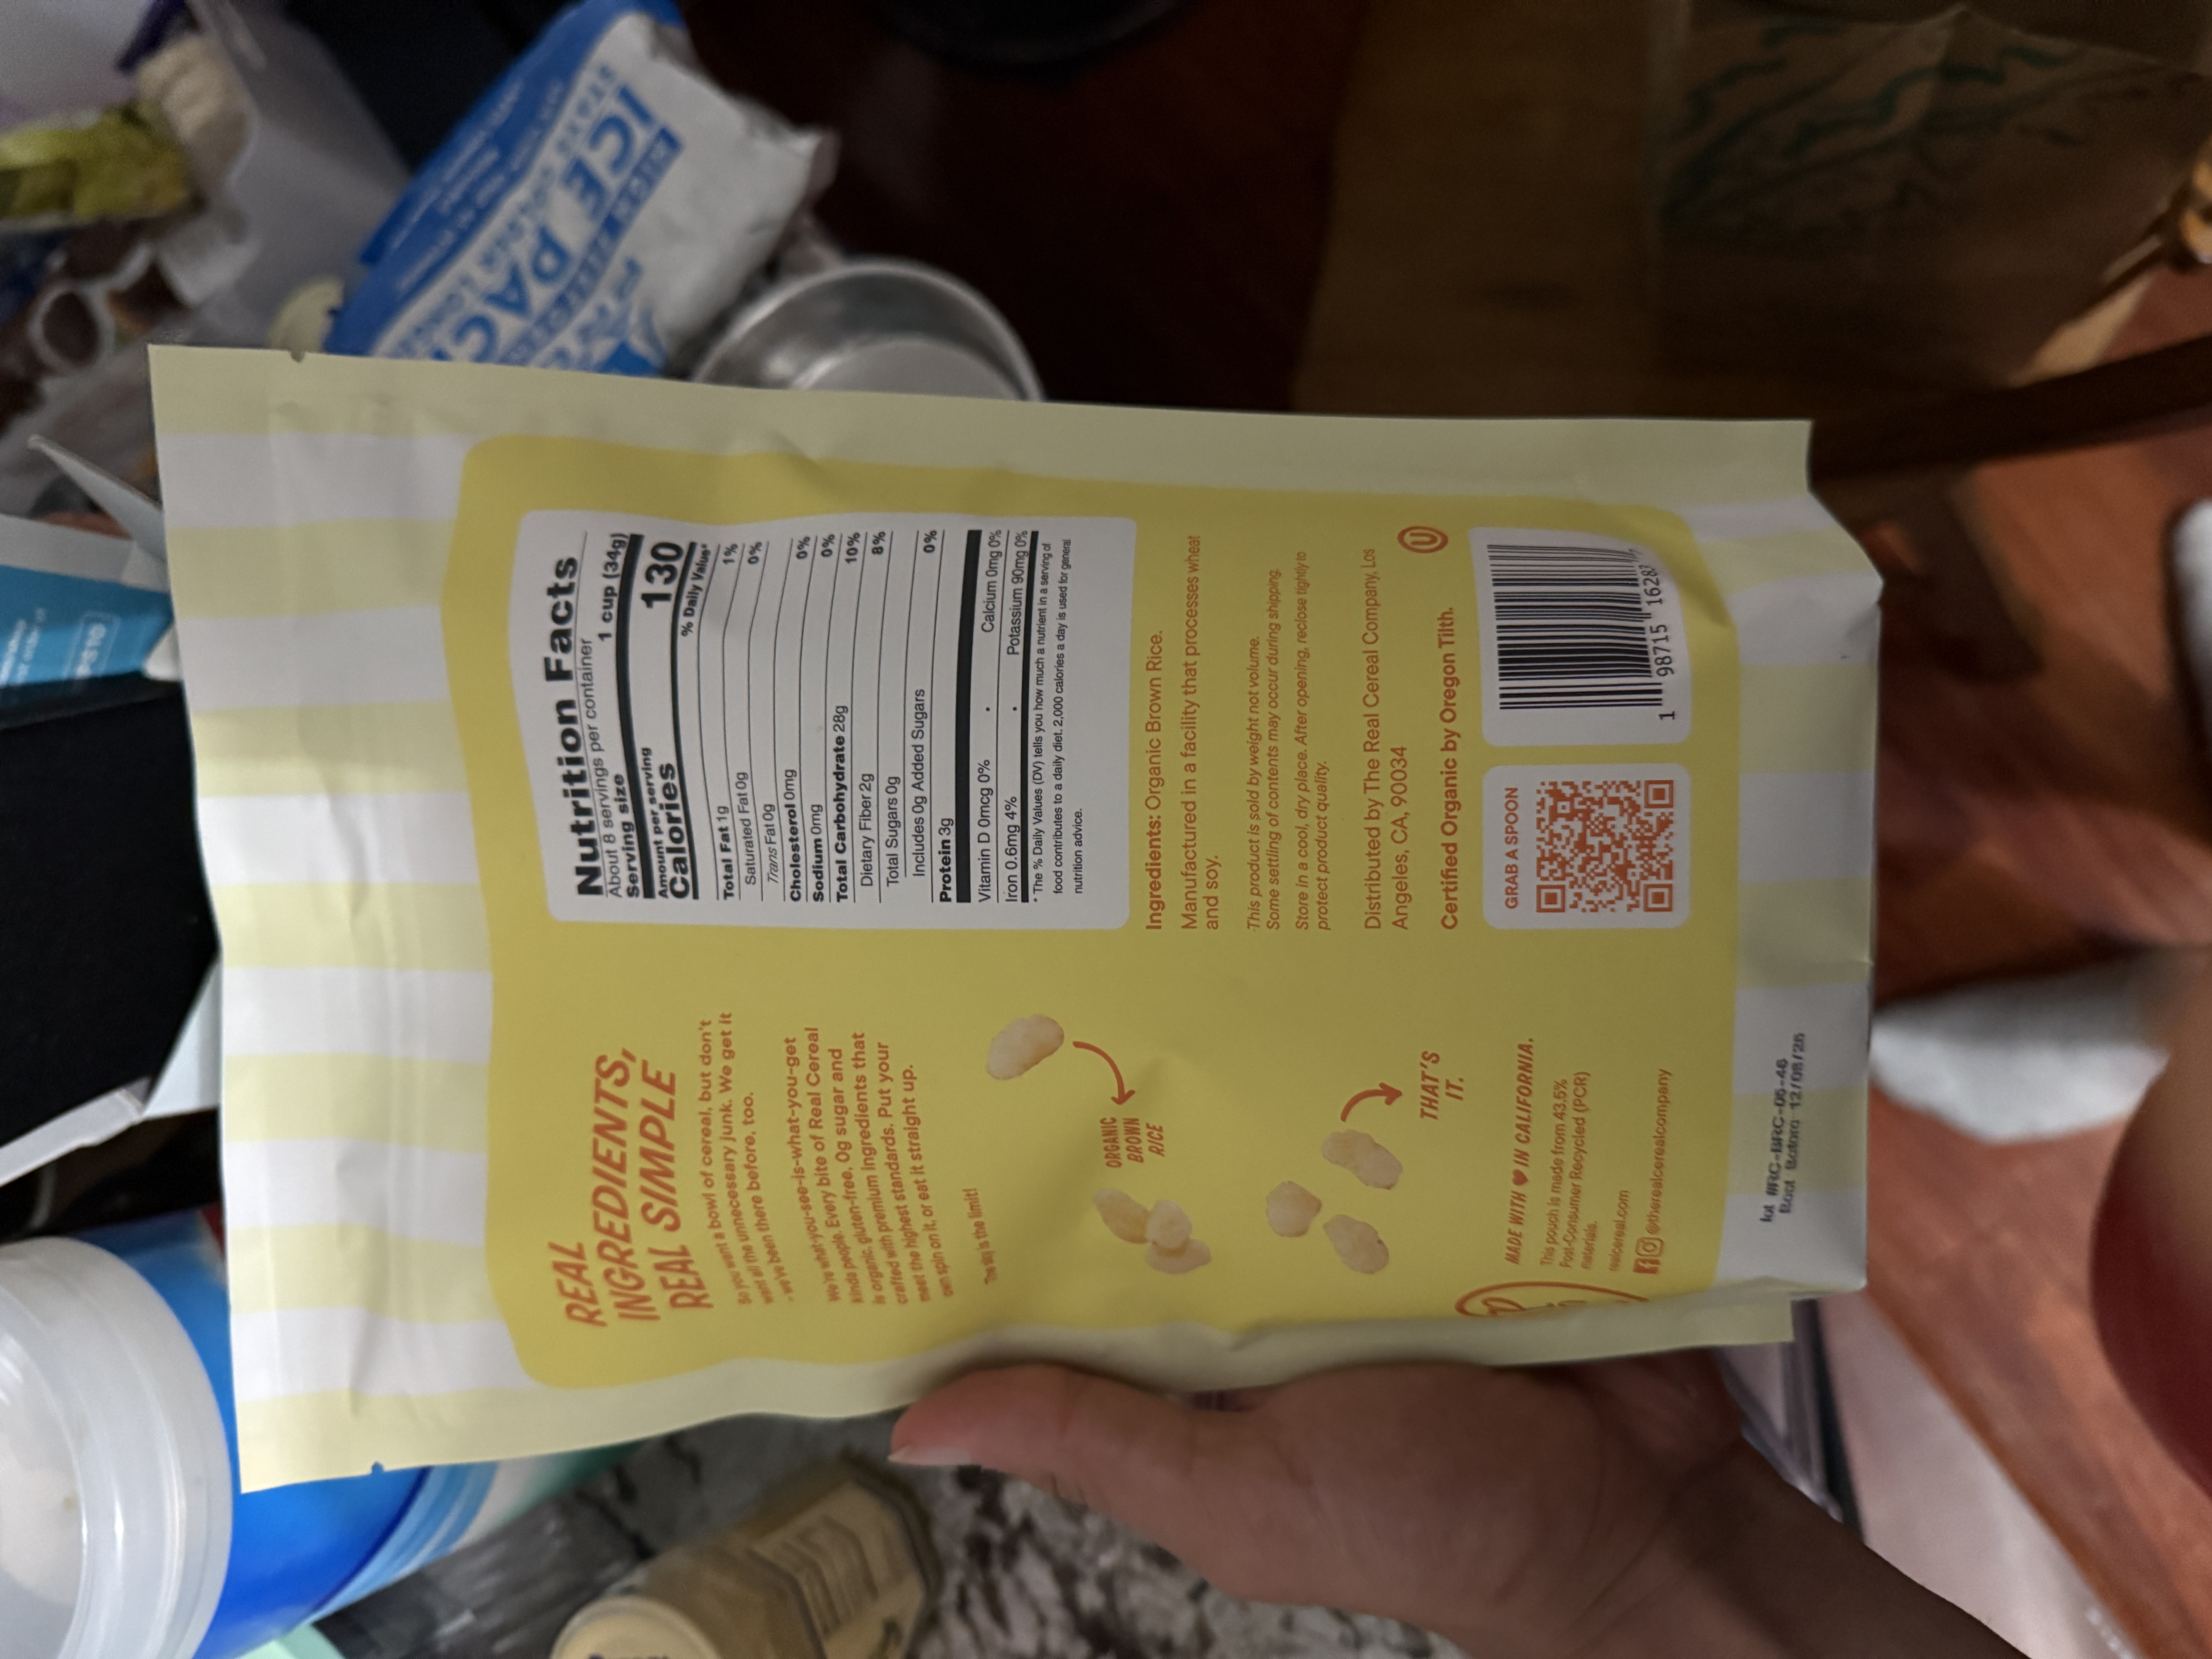 REAL
INGREDIENTS,
REAL SIMPLE
So you want a bowl of cereal, but don't
want all the unnecessary junk. We get it
- we've been there before, too.
We're what-you-see-is-what-you-get
kinda people. Every bite of Real Cereal
is organic, gluten-free, 0g sugar and
crafted with premium ingredients that
meet the highest standards. Put your
own spin on it, or eat it straight up.
The sky is the limit!
ORGANIC
BROWN
RICE
THAT'S
IT.
MADE WITH ♥ IN CALIFORNIA.
This pouch is made from 43.5%
Post-Consumer Recycled (PCR)
materials.
realcereal.com
@therealcerealcompany
Nutrition Facts
About 8 servings per container
Serving size 1 cup (34g)
Amount per serving
Calories 130
% Daily Value*
Total Fat 1g 1%
Saturated Fat 0g 0%
Trans Fat 0g
Cholesterol 0mg 0%
Sodium 0mg 0%
Total Carbohydrate 28g 10%
Dietary Fiber 2g 8%
Total Sugars 0g
Includes 0g Added Sugars 0%
Protein 3g
Vitamin D 0mcg 0% • Calcium 0mg 0%
Iron 0.6mg 4% • Potassium 90mg 0%
* The % Daily Values (DV) tells you how much a nutrient in a serving of
food contributes to a daily diet. 2,000 calories a day is used for general
nutrition advice.
Ingredients: Organic Brown Rice.
Manufactured in a facility that processes wheat
and soy.
This product is sold by weight not volume.
Some settling of contents may occur during shipping.
Store in a cool, dry place. After opening, reclose tightly to
protect product quality.
Distributed by The Real Cereal Company, Los
Angeles, CA, 90034
Certified Organic by Oregon Tilth.
U
GRAB A SPOON
1 98715 16287
lot #RC-BRC-06-46
Best Before 12/08/26
ICE PACK